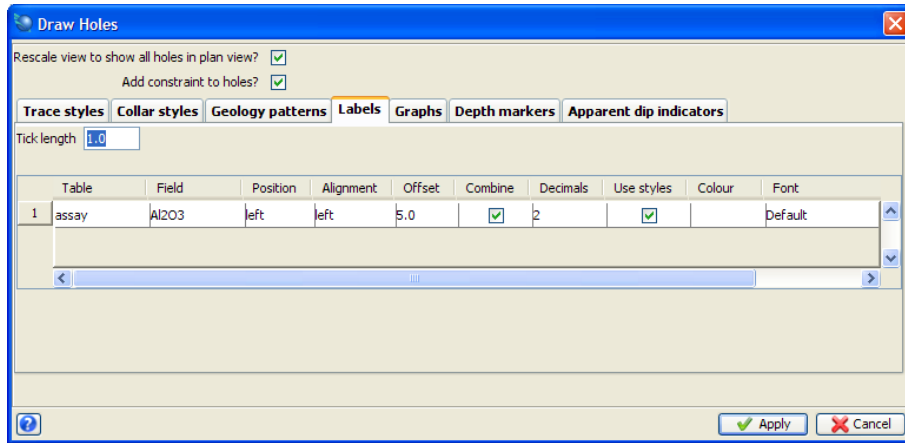 Draw Holes
Rescale view to show all holes in plan view?
Add constraint to holes?
Trace styles Collar styles Geology patterns Labels Graphs Depth markers Apparent dip indicators
Tick length 1.0
Table Field Position Alignment Offset Combine Decimals Use styles Colour Font
1 assay Al2O3 left left 5.0 2 Default
? Apply Cancel